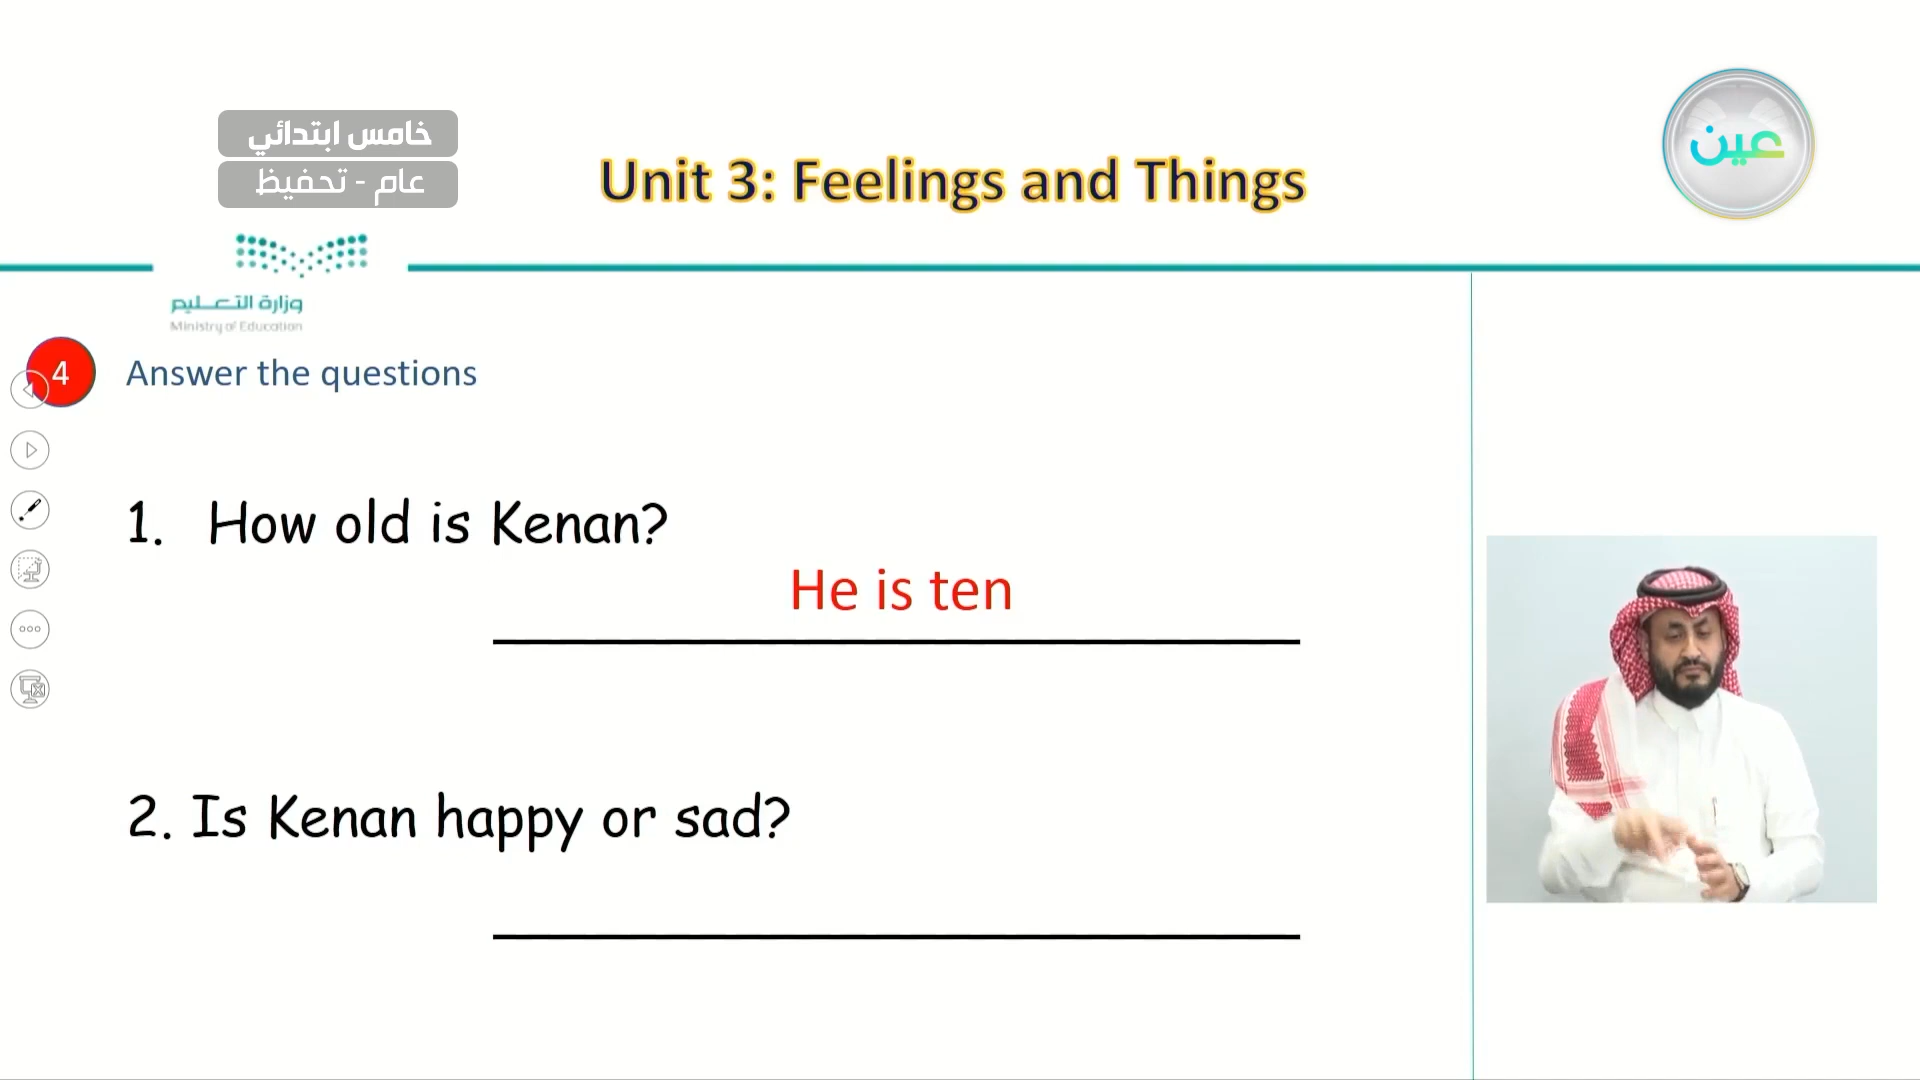 خامس ابتدائي
عام - تحفيظ
عين
Unit 3: Feelings and Things
وزارة التعليم
Ministry of Education
4 Answer the questions
1. How old is Kenan?
He is ten
2. Is Kenan happy or sad?